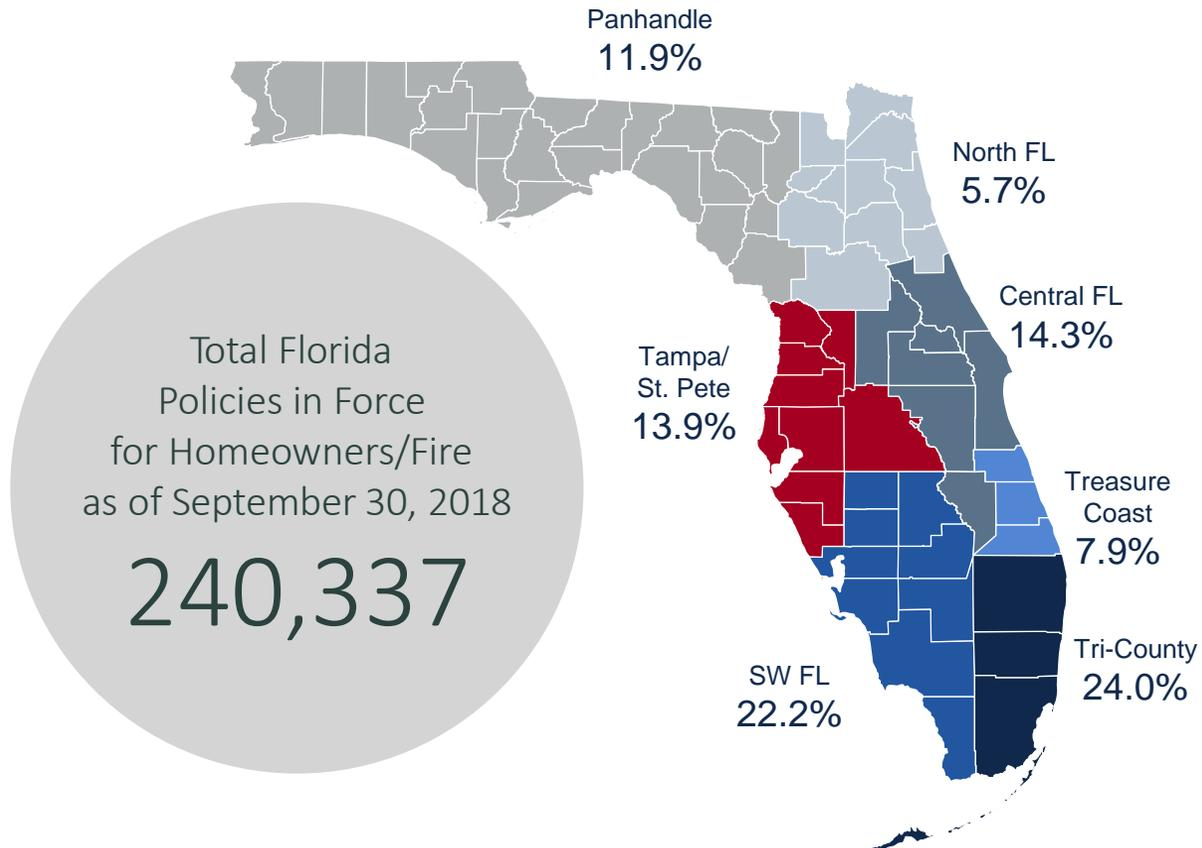 Panhandle
11.9%
North FL
5.7%
Central FL
14.3%
Tampa/
St. Pete
13.9%
Total Florida
Policies in Force
for Homeowners/Fire
as of September 30, 2018
240,337
Treasure
Coast
7.9%
Tri-County
24.0%
SW FL
22.2%